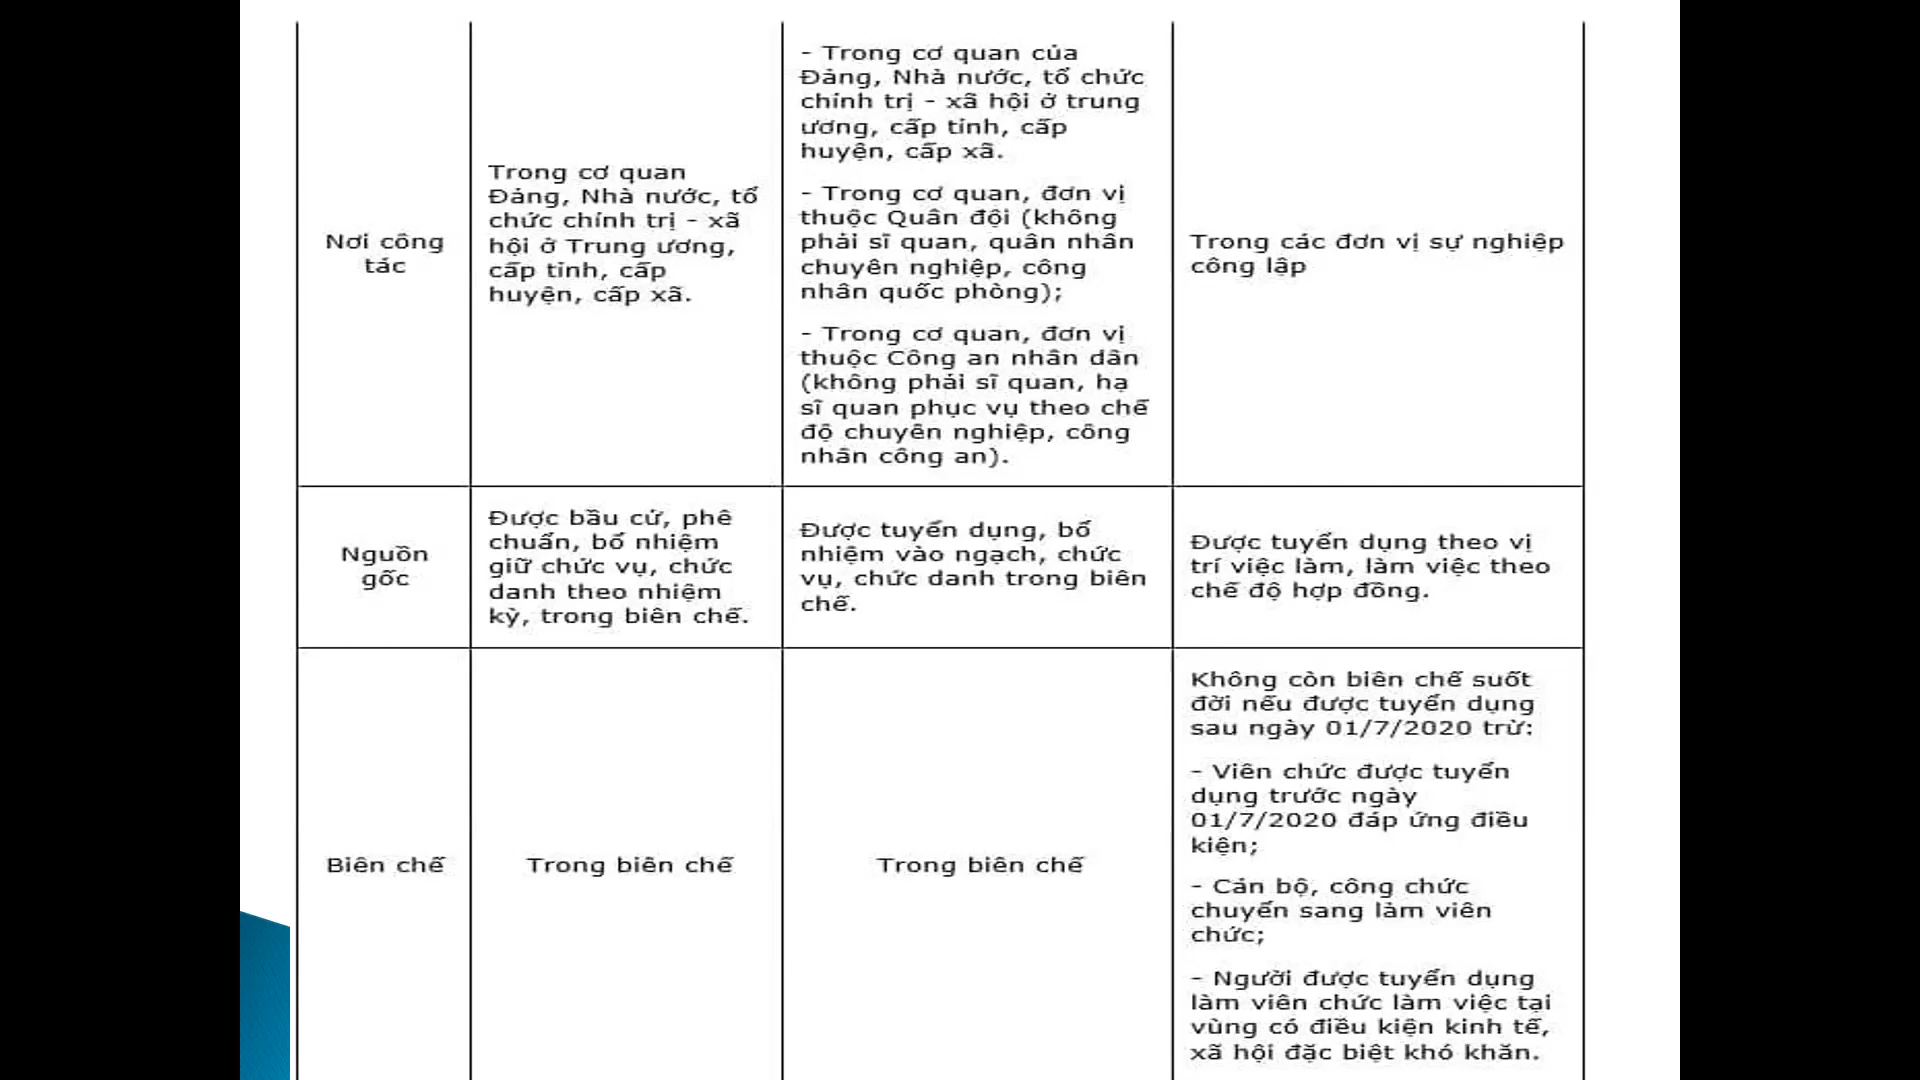 Nơi công
tác
Trong cơ quan
Đảng, Nhà nước, tổ
chức chính trị - xã
hội ở Trung ương,
cấp tỉnh, cấp
huyện, cấp xã.
- Trong cơ quan của
Đảng, Nhà nước, tổ chức
chính trị - xã hội ở trung
ương, cấp tỉnh, cấp
huyện, cấp xã.
- Trong cơ quan, đơn vị
thuộc Quân đội (không
phải sĩ quan, quân nhân
chuyên nghiệp, công
nhân quốc phòng);
- Trong cơ quan, đơn vị
thuộc Công an nhân dân
(không phải sĩ quan, hạ
sĩ quan phục vụ theo chế
độ chuyên nghiệp, công
nhân công an).
Trong các đơn vị sự nghiệp
công lập
Nguồn
gốc
Được bầu cử, phê
chuẩn, bổ nhiệm
giữ chức vụ, chức
danh theo nhiệm
kỳ, trong biên chế.
Được tuyển dụng, bổ
nhiệm vào ngạch, chức
vụ, chức danh trong biên
chế.
Được tuyển dụng theo vị
trí việc làm, làm việc theo
chế độ hợp đồng.
Biên chế
Trong biên chế
Trong biên chế
Không còn biên chế suốt
đời nếu được tuyển dụng
sau ngày 01/7/2020 trừ:
- Viên chức được tuyển
dụng trước ngày
01/7/2020 đáp ứng điều
kiện;
- Cán bộ, công chức
chuyển sang làm viên
chức;
- Người được tuyển dụng
làm viên chức làm việc tại
vùng có điều kiện kinh tế,
xã hội đặc biệt khó khăn.